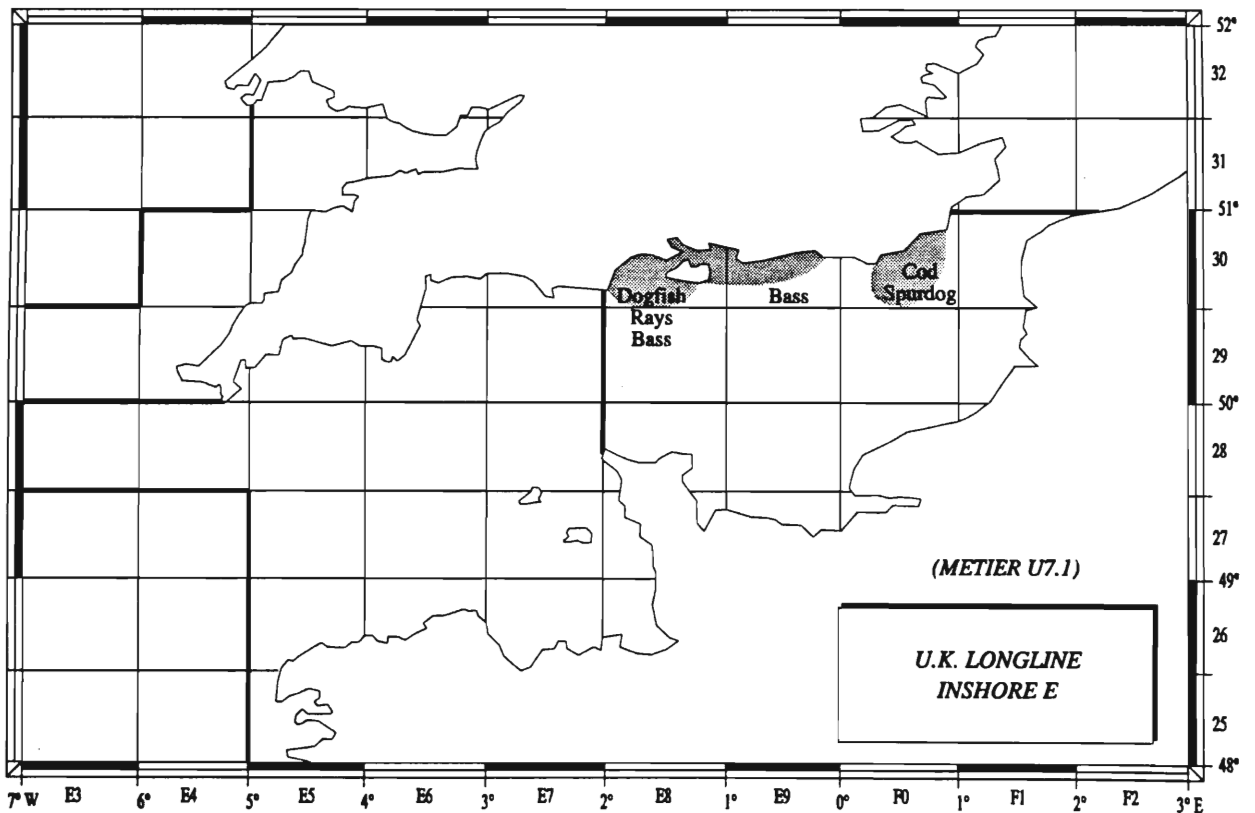 52°
32
31
51°
30
Cod
Spurdog
Dogfish
Bass
Rays
Bass
29
50°
28
27
(METIER U7.1)
49°
26
U.K. LONGLINE
INSHORE E
25
48°
7° W E3 6° E4 5° E5 4° E6 3° E7 2° E8 1° E9 0° F0 1° F1 2° F2 3° E